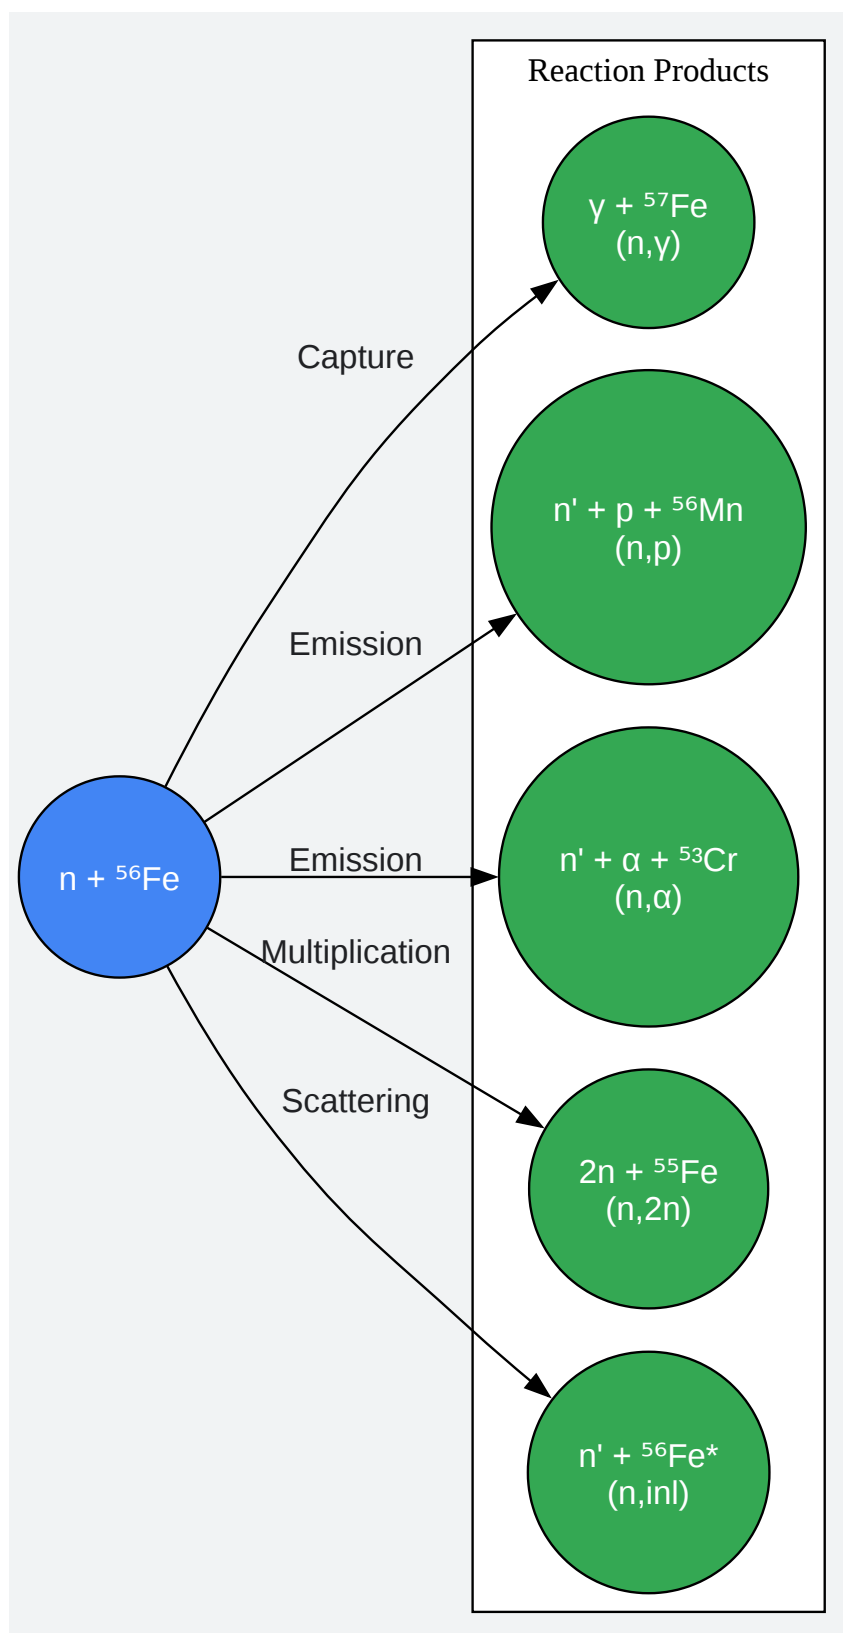 Reaction Products
γ + ⁵⁷Fe
(n,γ)
Capture
n' + p + ⁵⁶Mn
(n,p)
Emission
n + ⁵⁶Fe
Emission
n' + α + ⁵³Cr
(n,α)
Multiplication
Scattering
2n + ⁵⁵Fe
(n,2n)
n' + ⁵⁶Fe*
(n,inl)